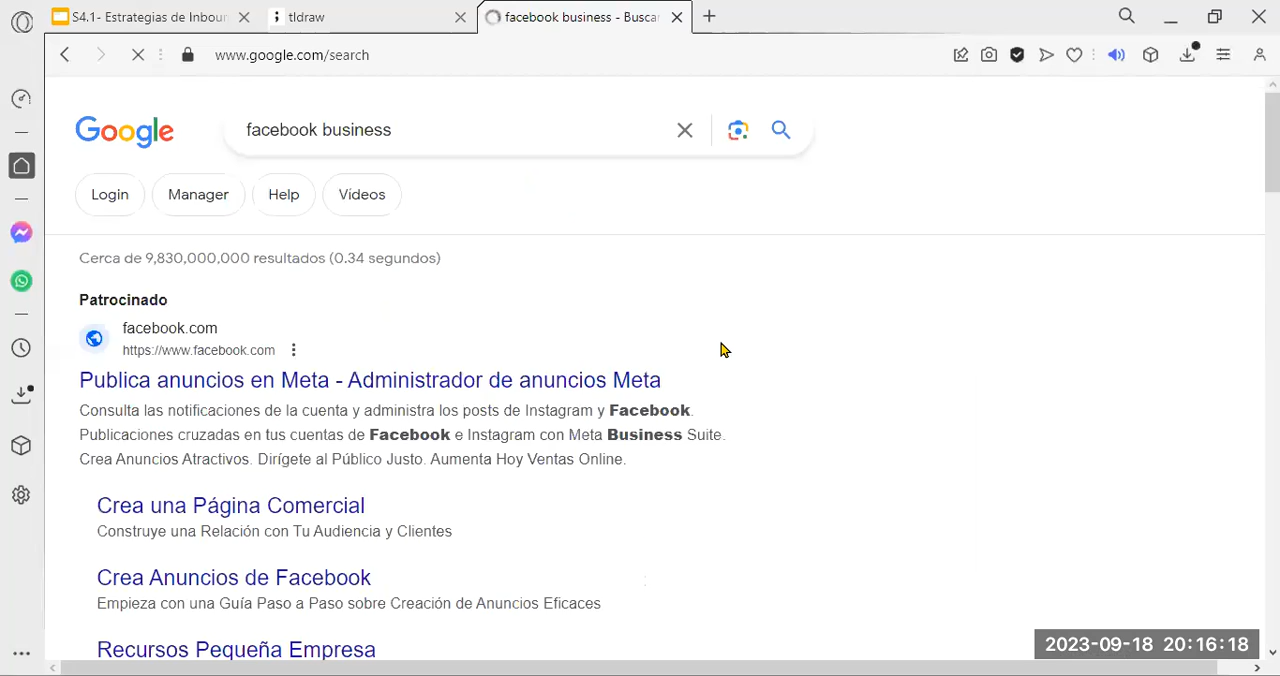 S4.1- Estrategias de Inboun
tldraw
facebook business - Buscar
www.google.com/search
Google
facebook business
Login
Manager
Help
Vídeos
Cerca de 9,830,000,000 resultados (0.34 segundos)
Patrocinado
facebook.com
https://www.facebook.com
Publica anuncios en Meta - Administrador de anuncios Meta
Consulta las notificaciones de la cuenta y administra los posts de Instagram y Facebook.
Publicaciones cruzadas en tus cuentas de Facebook e Instagram con Meta Business Suite.
Crea Anuncios Atractivos. Dirígete al Público Justo. Aumenta Hoy Ventas Online.
Crea una Página Comercial
Construye una Relación con Tu Audiencia y Clientes
Crea Anuncios de Facebook
Empieza con una Guía Paso a Paso sobre Creación de Anuncios Eficaces
Recursos Pequeña Empresa
2023-09-18 20:16:18